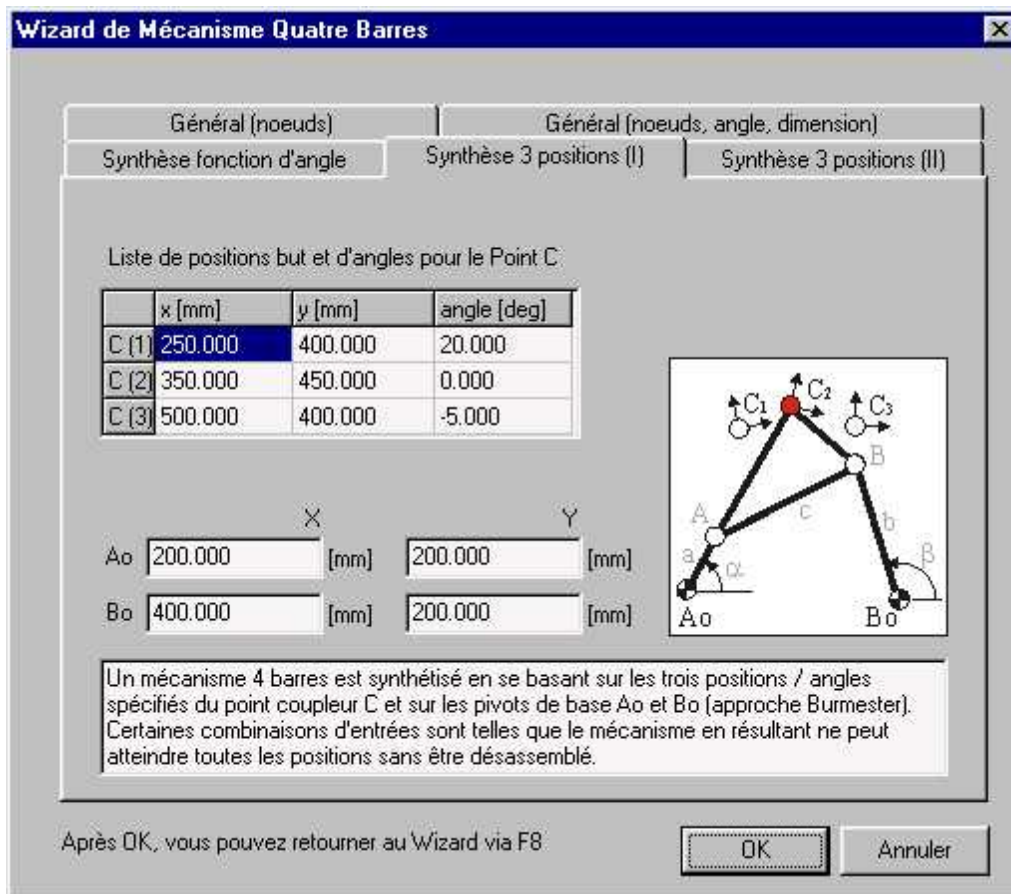 Wizard de Mécanisme Quatre Barres
Général (noeuds) Général (noeuds, angle, dimension)
Synthèse fonction d'angle Synthèse 3 positions (I) Synthèse 3 positions (II)
Liste de positions but et d'angles pour le Point C
x [mm] y [mm] angle [deg]
C (1) 250.000 400.000 20.000
C (2) 350.000 450.000 0.000
C (3) 500.000 400.000 -5.000
X Y
Ao 200.000 [mm] 200.000 [mm]
Bo 400.000 [mm] 200.000 [mm]
C1 C2 C3
B
A c b
a α β
Ao Bo
Un mécanisme 4 barres est synthétisé en se basant sur les trois positions / angles
spécifiés du point coupleur C et sur les pivots de base Ao et Bo (approche Burmester).
Certaines combinaisons d'entrées sont telles que le mécanisme en résultant ne peut
atteindre toutes les positions sans être désassemblé.
Après OK, vous pouvez retourner au Wizard via F8
OK Annuler